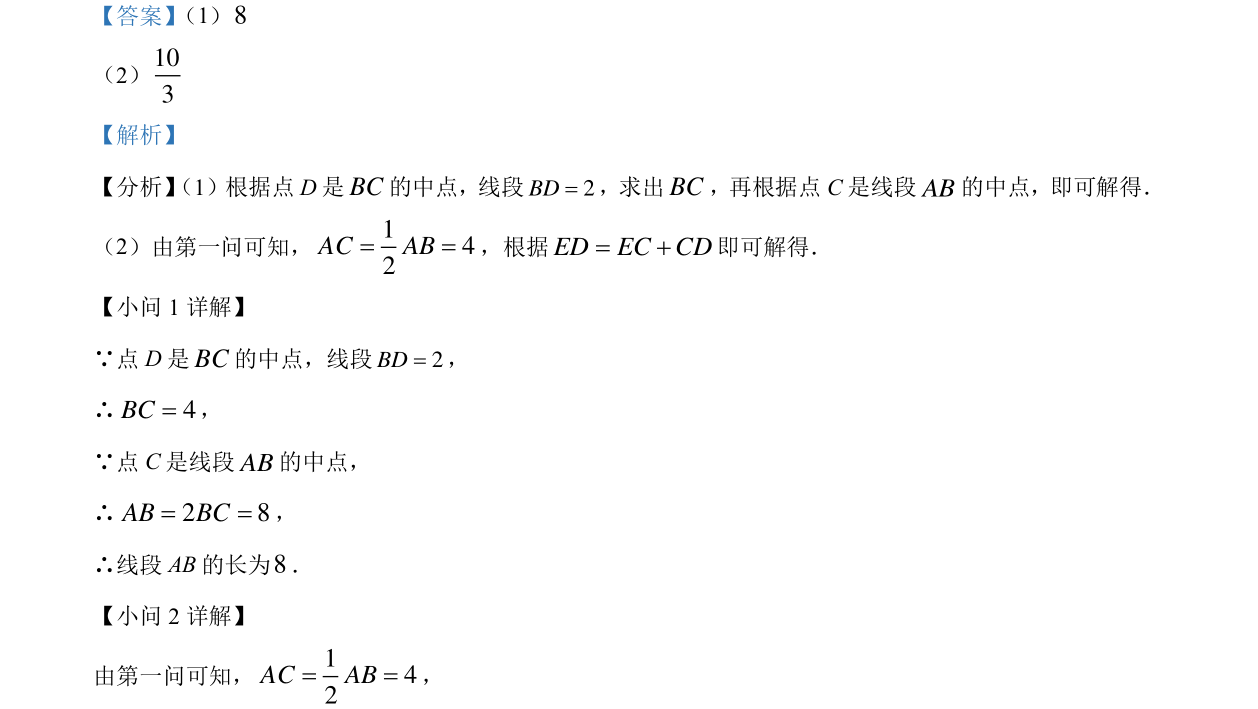 【答案】（1）8
（2）10/3
【解析】
【分析】（1）根据点 D 是 BC 的中点，线段 BD = 2，求出 BC，再根据点 C 是线段 AB 的中点，即可解得．
（2）由第一问可知，AC = 1/2 AB = 4，根据 ED = EC + CD 即可解得．
【小问 1 详解】
∵点 D 是 BC 的中点，线段 BD = 2，
∴ BC = 4，
∵点 C 是线段 AB 的中点，
∴ AB = 2BC = 8，
∴线段 AB 的长为 8．
【小问 2 详解】
由第一问可知，AC = 1/2 AB = 4，